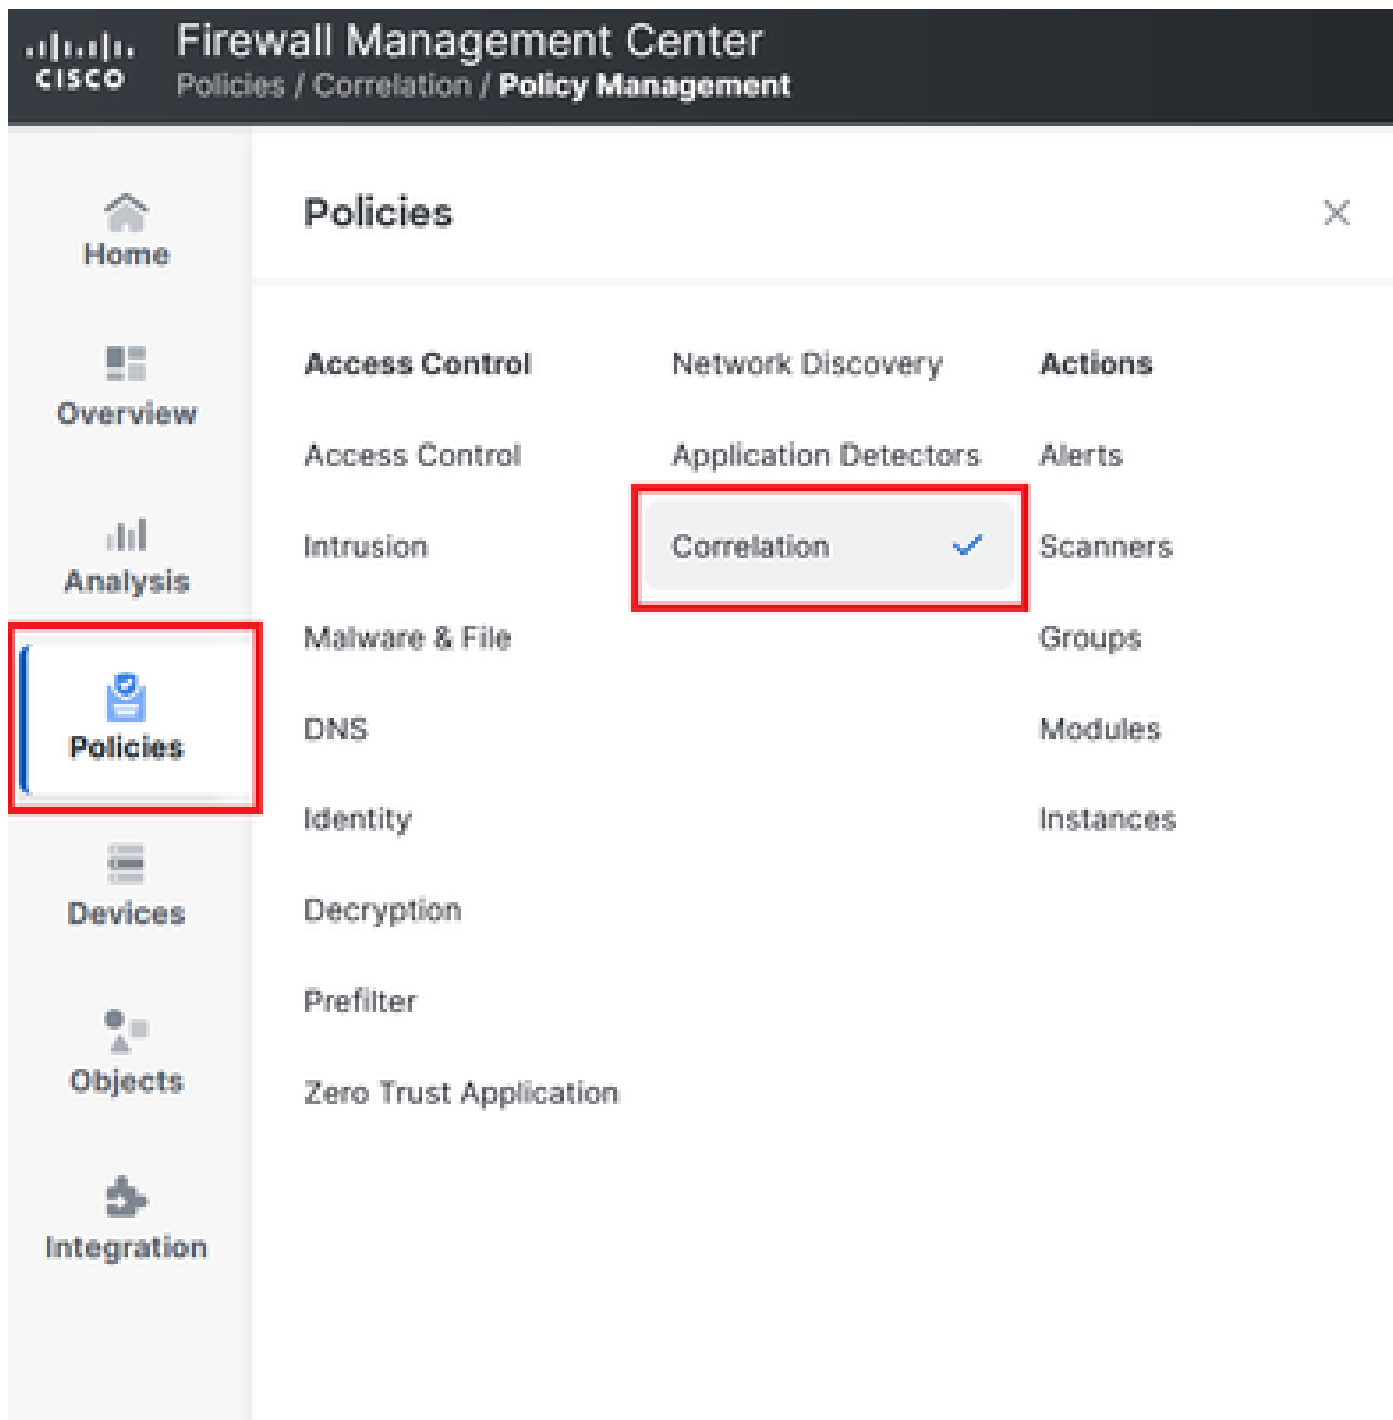 Firewall Management Center
CISCO
Policies / Correlation / Policy Management
Home
Overview
Analysis
Policies
Devices
Objects
Integration
Policies
Access Control
Access Control
Intrusion
Malware & File
DNS
Identity
Decryption
Prefilter
Zero Trust Application
Network Discovery
Application Detectors
Correlation
Actions
Alerts
Scanners
Groups
Modules
Instances